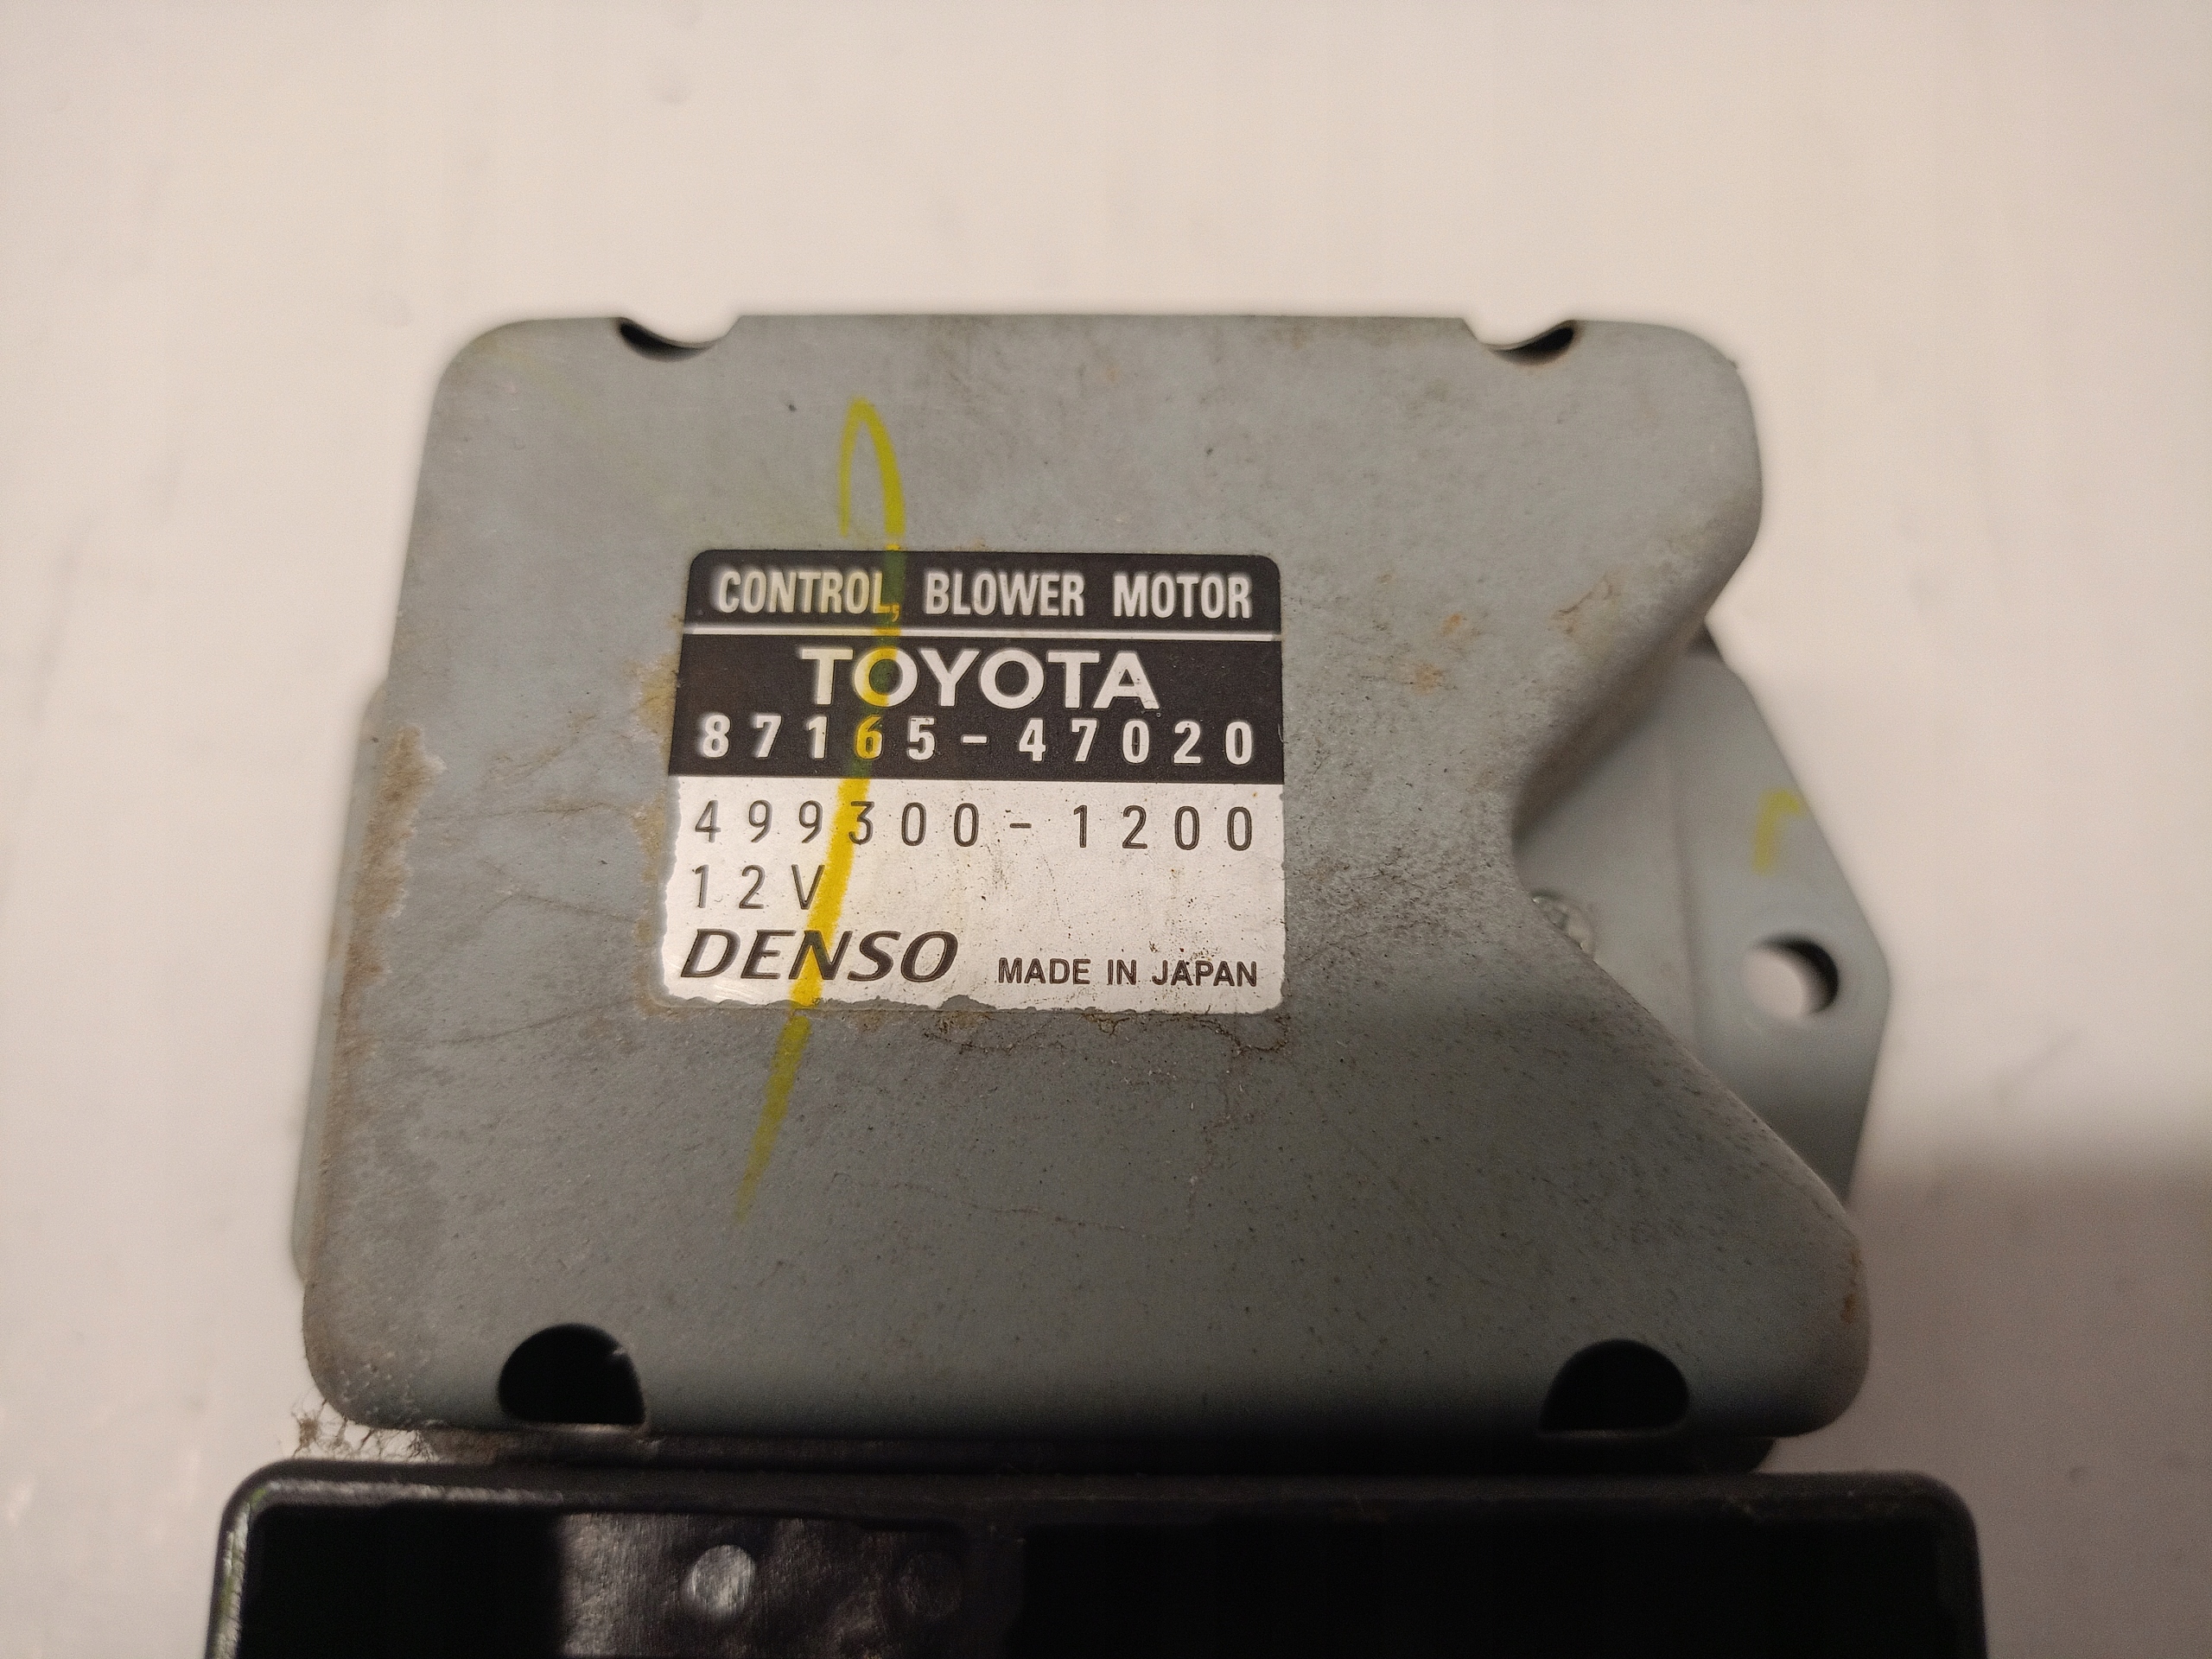 CONTROL, BLOWER MOTOR
TOYOTA
87165-47020
499300-1200
12V
DENSO MADE IN JAPAN